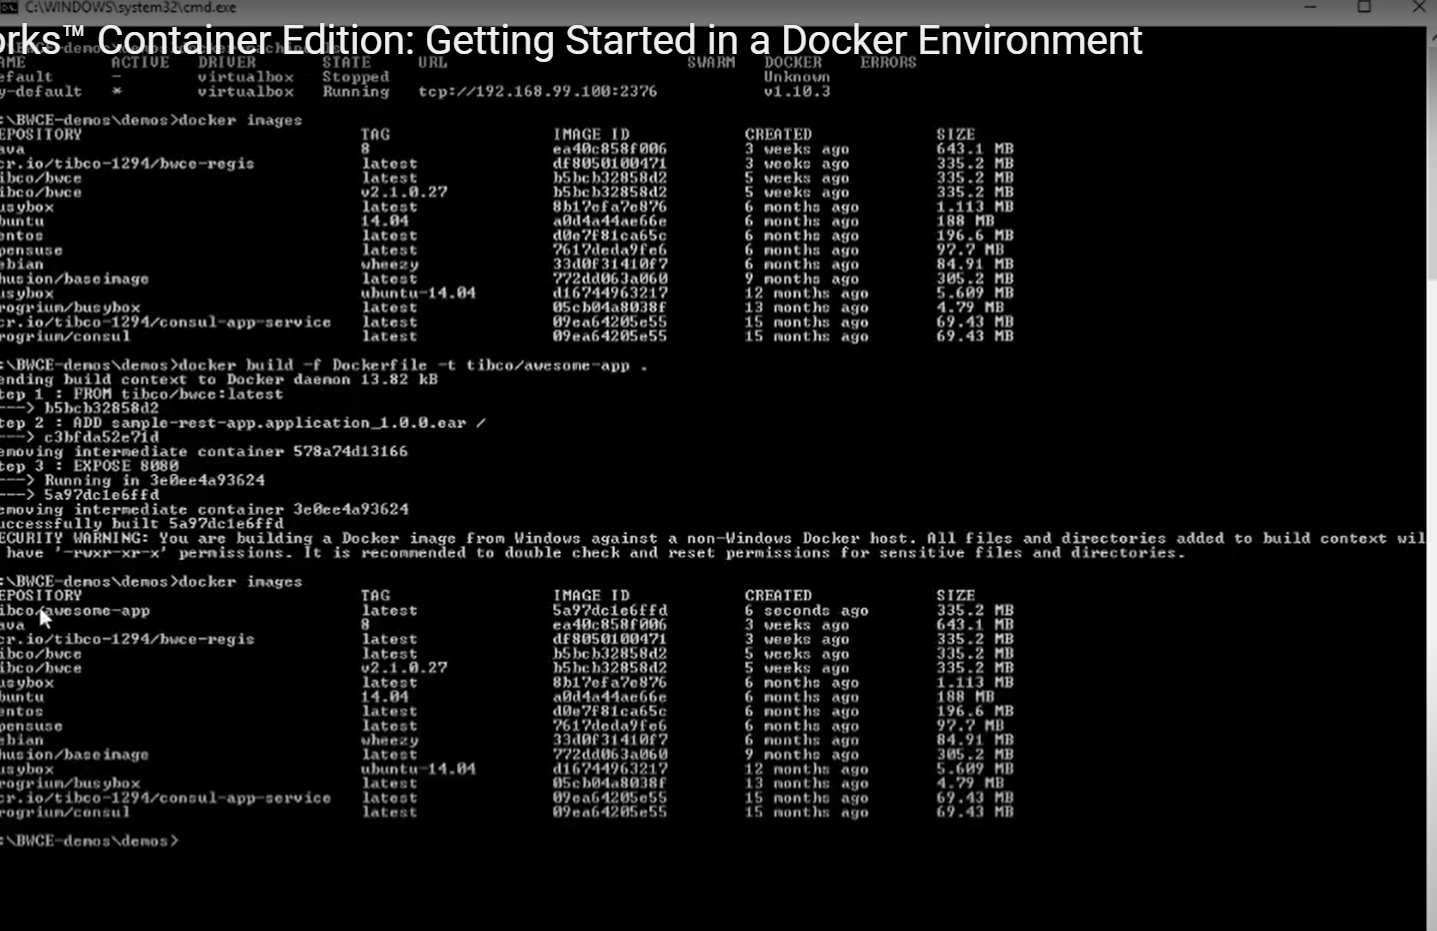 C:\WINDOWS\system32\cmd.exe
orks™ Container Edition: Getting Started in a Docker Environment
AME ACTIVE DRIVER STATE URL SWARM DOCKER ERRORS
efault - virtualbox Stopped Unknown
y-default * virtualbox Running tcp://192.168.99.100:2376 v1.10.3
:\BWCE-demos\demos>docker images
EPOSITORY TAG IMAGE ID CREATED SIZE
ava 8 ea40c858f006 3 weeks ago 643.1 MB
cr.io/tibco-1294/bwce-regis latest df8050100471 3 weeks ago 335.2 MB
ibco/bwce latest b5bcb32858d2 5 weeks ago 335.2 MB
ibco/bwce v2.1.0.27 b5bcb32858d2 5 weeks ago 335.2 MB
usybox latest 8b17efa7e876 6 months ago 1.113 MB
buntu 14.04 a0d4a44ae66e 6 months ago 188 MB
entos latest d0e7f81ca65c 6 months ago 196.6 MB
pensuse latest 7617deda9fe6 6 months ago 97.7 MB
ebian wheezy 33d0f31410f7 6 months ago 84.91 MB
husion/baseimage latest 772dd063a060 9 months ago 305.2 MB
usybox ubuntu-14.04 d16744963217 12 months ago 5.609 MB
rogrium/busybox latest 05cb04a8038f 13 months ago 4.79 MB
cr.io/tibco-1294/consul-app-service latest 09ea64205e55 15 months ago 69.43 MB
rogrium/consul latest 09ea64205e55 15 months ago 69.43 MB
:\BWCE-demos\demos>docker build -f Dockerfile -t tibco/awesome-app .
ending build context to Docker daemon 13.82 kB
tep 1 : FROM tibco/bwce:latest
---> b5bcb32858d2
tep 2 : ADD sample-rest-app.application_1.0.0.ear /
---> c3bfda52e71d
emoving intermediate container 578a74d13166
tep 3 : EXPOSE 8080
---> Running in 3e0ee4a93624
---> 5a97dc1e6ffd
emoving intermediate container 3e0ee4a93624
uccessfully built 5a97dc1e6ffd
ECURITY WARNING: You are building a Docker image from Windows against a non-Windows Docker host. All files and directories added to build context wil
 have '-rwxr-xr-x' permissions. It is recommended to double check and reset permissions for sensitive files and directories.
:\BWCE-demos\demos>docker images
EPOSITORY TAG IMAGE ID CREATED SIZE
ibco/awesome-app latest 5a97dc1e6ffd 6 seconds ago 335.2 MB
ava 8 ea40c858f006 3 weeks ago 643.1 MB
cr.io/tibco-1294/bwce-regis latest df8050100471 3 weeks ago 335.2 MB
ibco/bwce latest b5bcb32858d2 5 weeks ago 335.2 MB
ibco/bwce v2.1.0.27 b5bcb32858d2 5 weeks ago 335.2 MB
usybox latest 8b17efa7e876 6 months ago 1.113 MB
buntu 14.04 a0d4a44ae66e 6 months ago 188 MB
entos latest d0e7f81ca65c 6 months ago 196.6 MB
pensuse latest 7617deda9fe6 6 months ago 97.7 MB
ebian wheezy 33d0f31410f7 6 months ago 84.91 MB
husion/baseimage latest 772dd063a060 9 months ago 305.2 MB
usybox ubuntu-14.04 d16744963217 12 months ago 5.609 MB
rogrium/busybox latest 05cb04a8038f 13 months ago 4.79 MB
cr.io/tibco-1294/consul-app-service latest 09ea64205e55 15 months ago 69.43 MB
rogrium/consul latest 09ea64205e55 15 months ago 69.43 MB
:\BWCE-demos\demos>